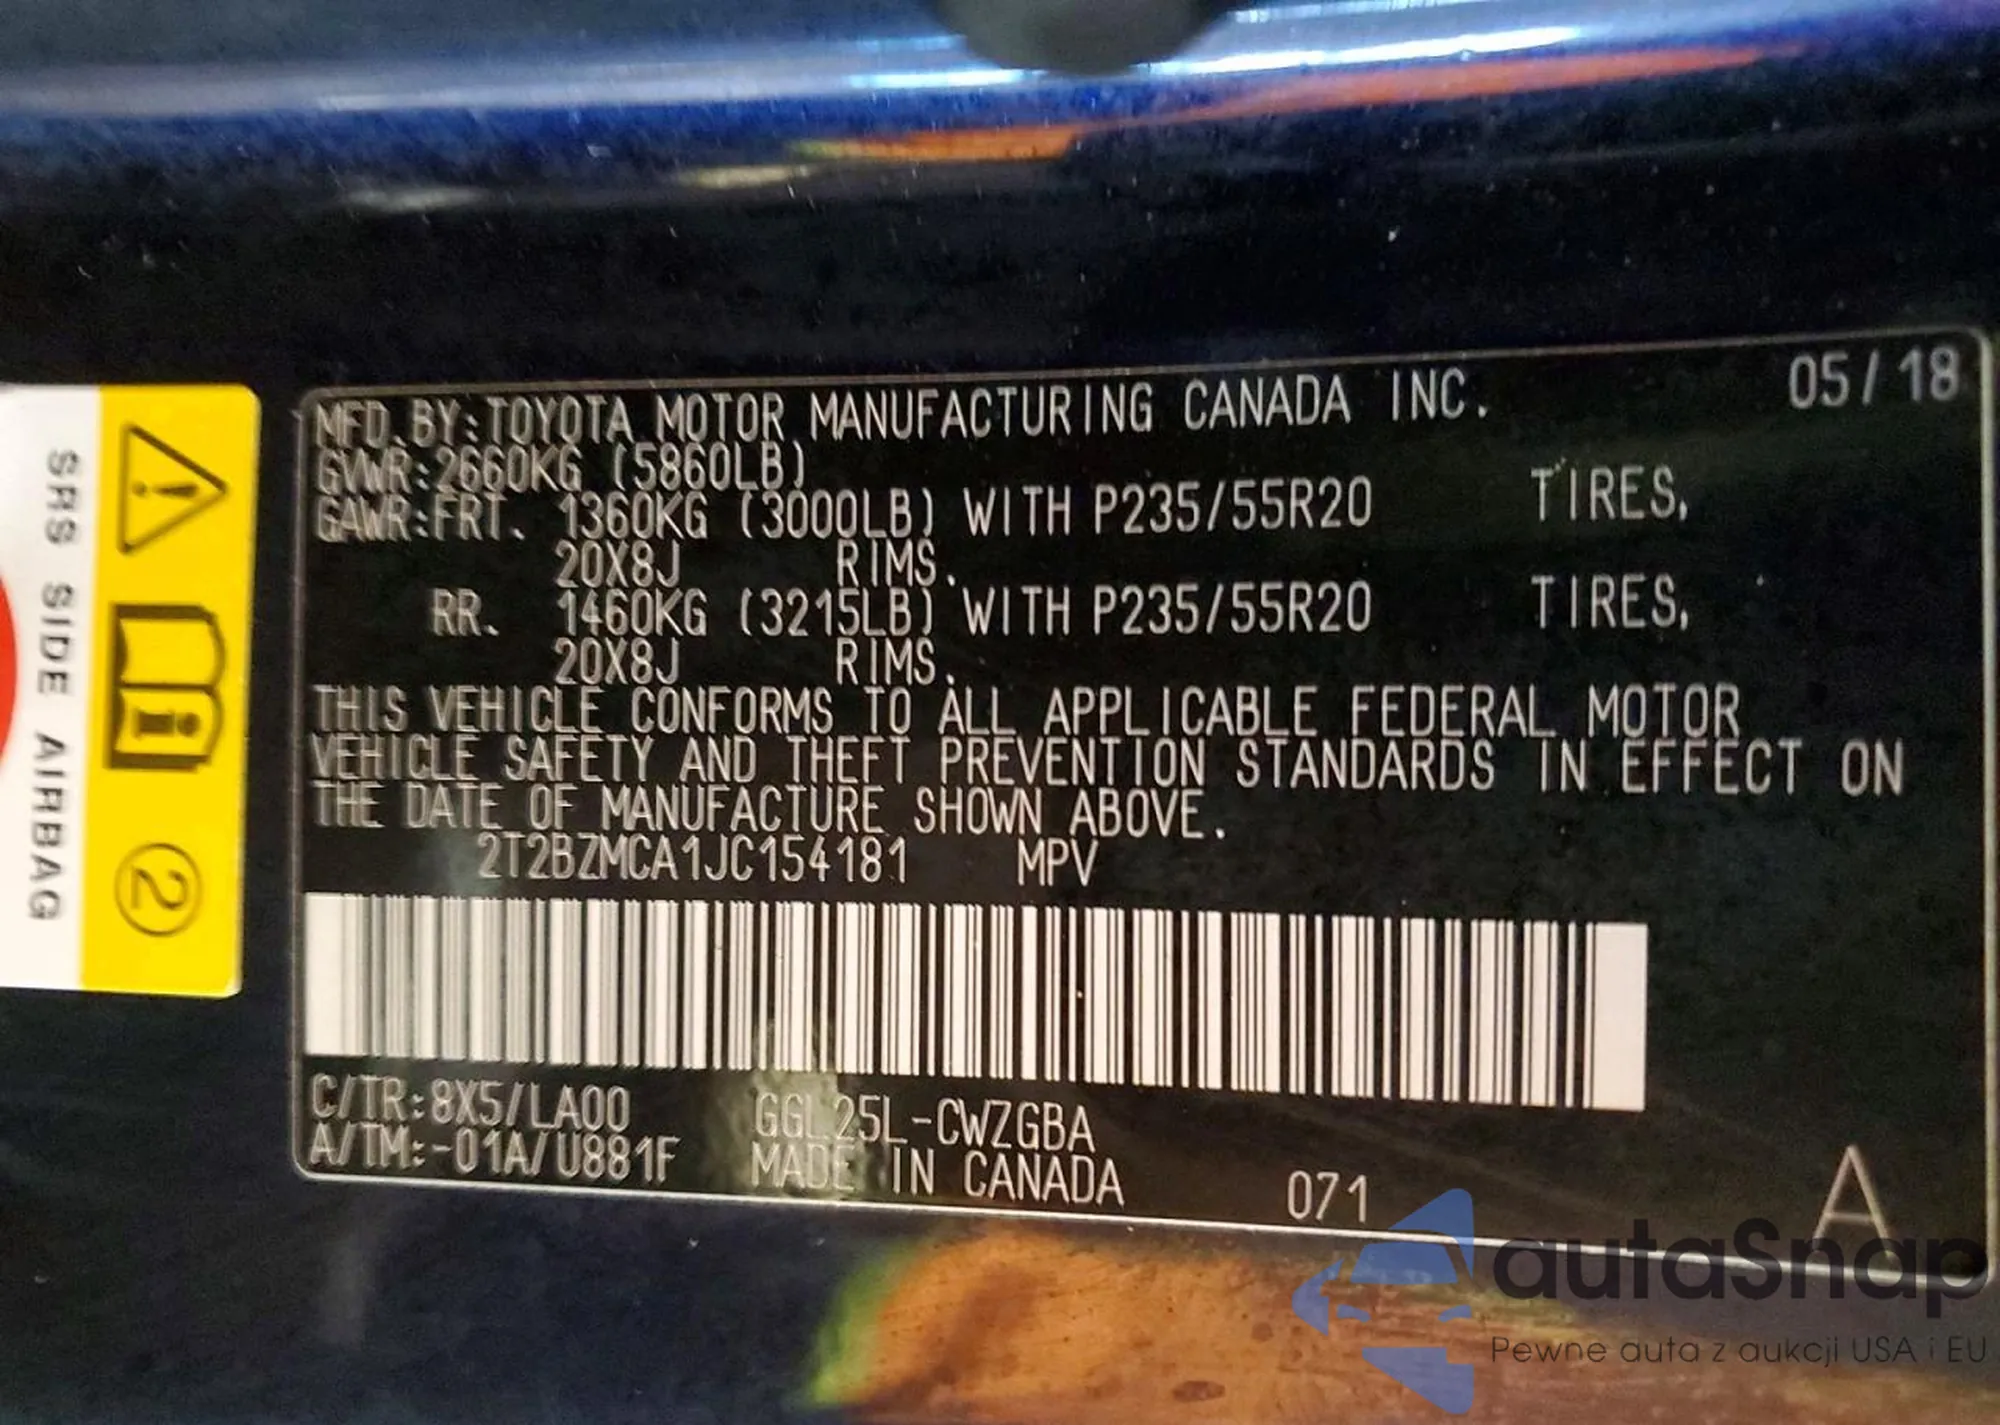 MFD.BY:TOYOTA MOTOR MANUFACTURING CANADA INC. 05/18
GVWR:2660KG (5860LB)
GAWR:FRT. 1360KG (3000LB) WITH P235/55R20 TIRES,
20X8J RIMS.
RR. 1460KG (3215LB) WITH P235/55R20 TIRES,
20X8J RIMS.
THIS VEHICLE CONFORMS TO ALL APPLICABLE FEDERAL MOTOR
VEHICLE SAFETY AND THEFT PREVENTION STANDARDS IN EFFECT ON
THE DATE OF MANUFACTURE SHOWN ABOVE.
2T2BZMCA1JC154181 MPV
C/TR:8X5/LA00 GGL25L-CWZGBA
A/TM:-01A/U881F MADE IN CANADA 071 A
SRS SIDE AIRBAG
2
autaSnap
Pewne auta z aukcji USA i EU